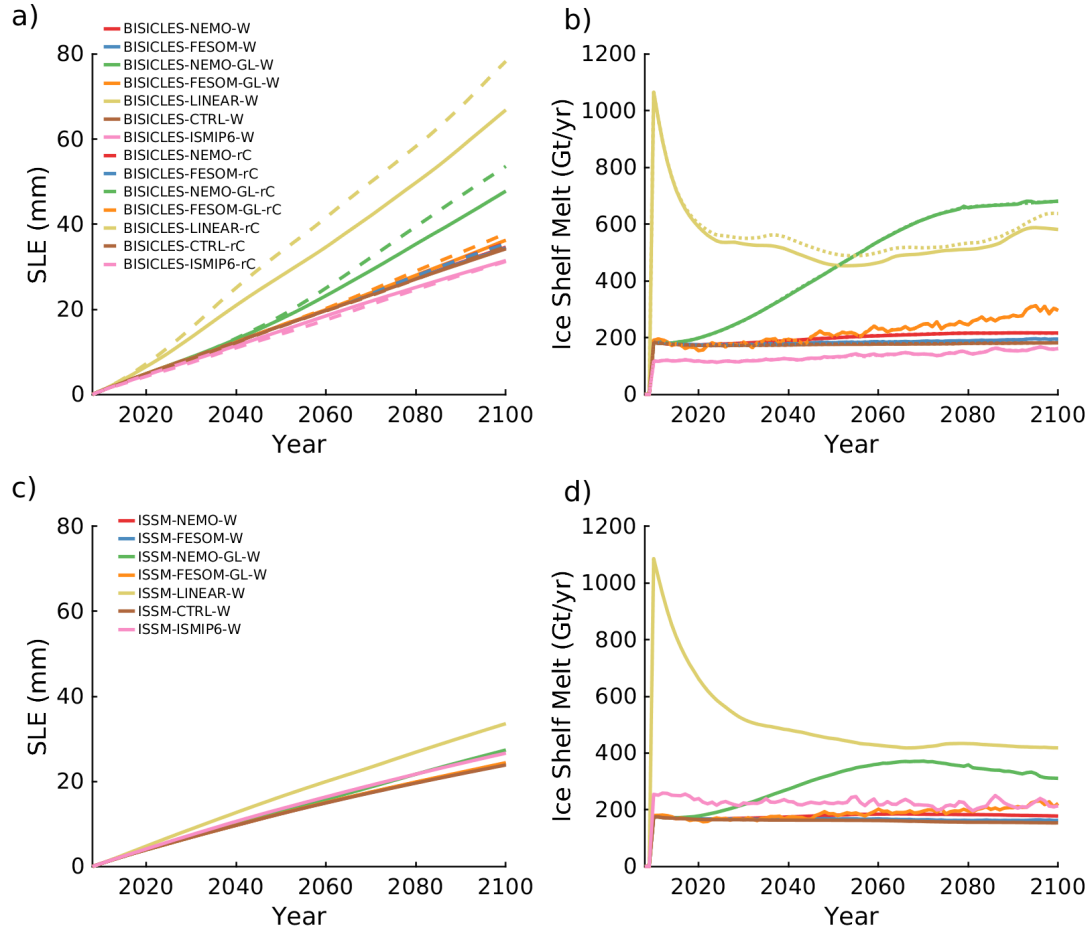 a)
BISICLES-NEMO-W
BISICLES-FESOM-W
BISICLES-NEMO-GL-W
BISICLES-FESOM-GL-W
BISICLES-LINEAR-W
BISICLES-CTRL-W
BISICLES-ISMIP6-W
BISICLES-NEMO-rC
BISICLES-FESOM-rC
BISICLES-NEMO-GL-rC
BISICLES-FESOM-GL-rC
BISICLES-LINEAR-rC
BISICLES-CTRL-rC
BISICLES-ISMIP6-rC
80
60
40
20
0
SLE (mm)
2020 2040 2060 2080 2100
Year
b)
1200
1000
800
600
400
200
0
Ice Shelf Melt (Gt/yr)
2020 2040 2060 2080 2100
Year
c)
ISSM-NEMO-W
ISSM-FESOM-W
ISSM-NEMO-GL-W
ISSM-FESOM-GL-W
ISSM-LINEAR-W
ISSM-CTRL-W
ISSM-ISMIP6-W
80
60
40
20
0
SLE (mm)
2020 2040 2060 2080 2100
Year
d)
1200
1000
800
600
400
200
0
Ice Shelf Melt (Gt/yr)
2020 2040 2060 2080 2100
Year